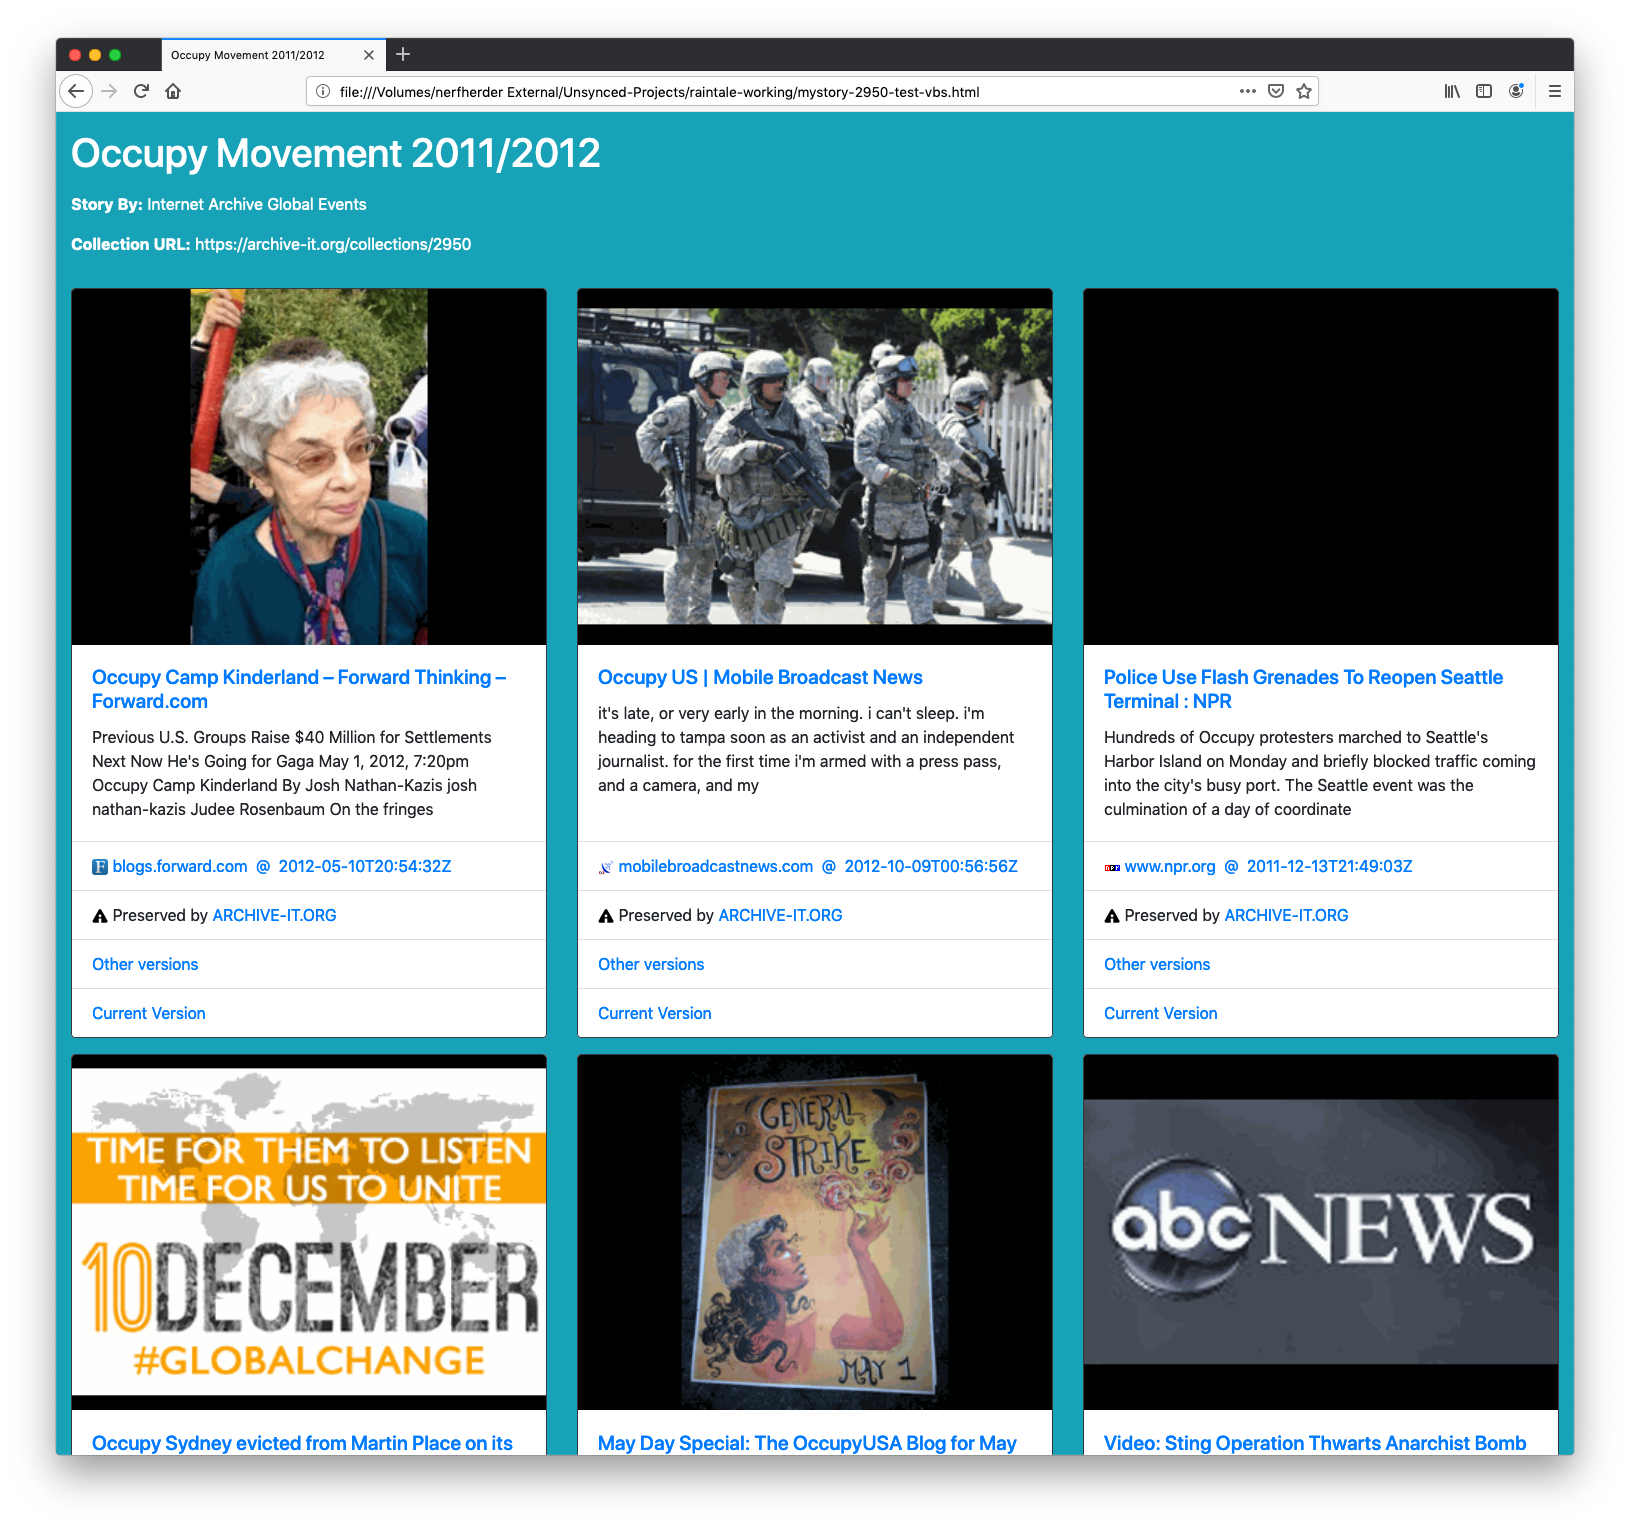 Occupy Movement 2011/2012
file:///Volumes/nerfherder External/Unsynced-Projects/raintale-working/mystory-2950-test-vbs.html
Occupy Movement 2011/2012
Story By: Internet Archive Global Events
Collection URL: https://archive-it.org/collections/2950
Occupy Camp Kinderland – Forward Thinking –
Forward.com
Previous U.S. Groups Raise $40 Million for Settlements
Next Now He's Going for Gaga May 1, 2012, 7:20pm
Occupy Camp Kinderland By Josh Nathan-Kazis josh
nathan-kazis Judee Rosenbaum On the fringes
blogs.forward.com @ 2012-05-10T20:54:32Z
Preserved by ARCHIVE-IT.ORG
Other versions
Current Version
Occupy US | Mobile Broadcast News
it's late, or very early in the morning. i can't sleep. i'm
heading to tampa soon as an activist and an independent
journalist. for the first time i'm armed with a press pass,
and a camera, and my
mobilebroadcastnews.com @ 2012-10-09T00:56:56Z
Preserved by ARCHIVE-IT.ORG
Other versions
Current Version
Police Use Flash Grenades To Reopen Seattle
Terminal : NPR
Hundreds of Occupy protesters marched to Seattle's
Harbor Island on Monday and briefly blocked traffic coming
into the city's busy port. The Seattle event was the
culmination of a day of coordinate
www.npr.org @ 2011-12-13T21:49:03Z
Preserved by ARCHIVE-IT.ORG
Other versions
Current Version
TIME FOR THEM TO LISTEN
TIME FOR US TO UNITE
10DECEMBER
#GLOBALCHANGE
Occupy Sydney evicted from Martin Place on its
GENERAL
STRIKE
MAY 1
May Day Special: The OccupyUSA Blog for May
abc NEWS
Video: Sting Operation Thwarts Anarchist Bomb